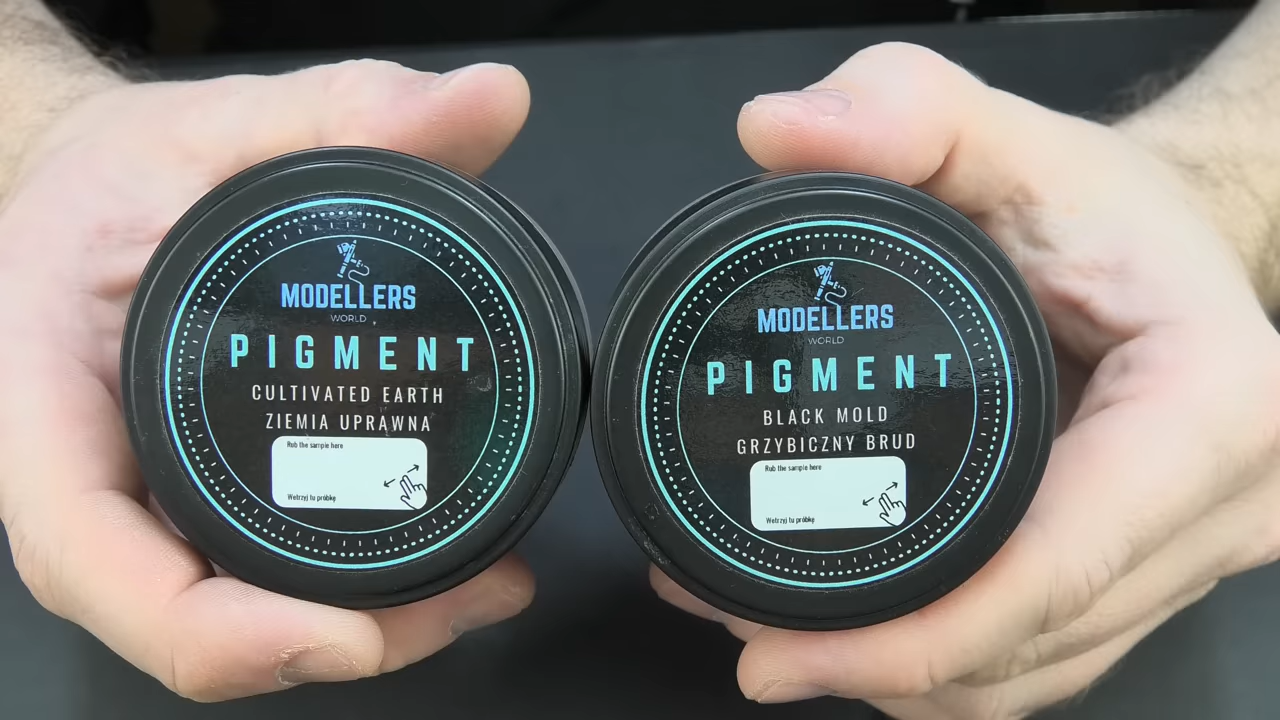 MODELLERS
WORLD
PIGMENT
CULTIVATED EARTH
ZIEMIA UPRAWNA
Rub the sample here
Wetrzyj tu próbkę
MODELLERS
WORLD
PIGMENT
BLACK MOLD
GRZYBICZNY BRUD
Rub the sample here
Wetrzyj tu próbkę